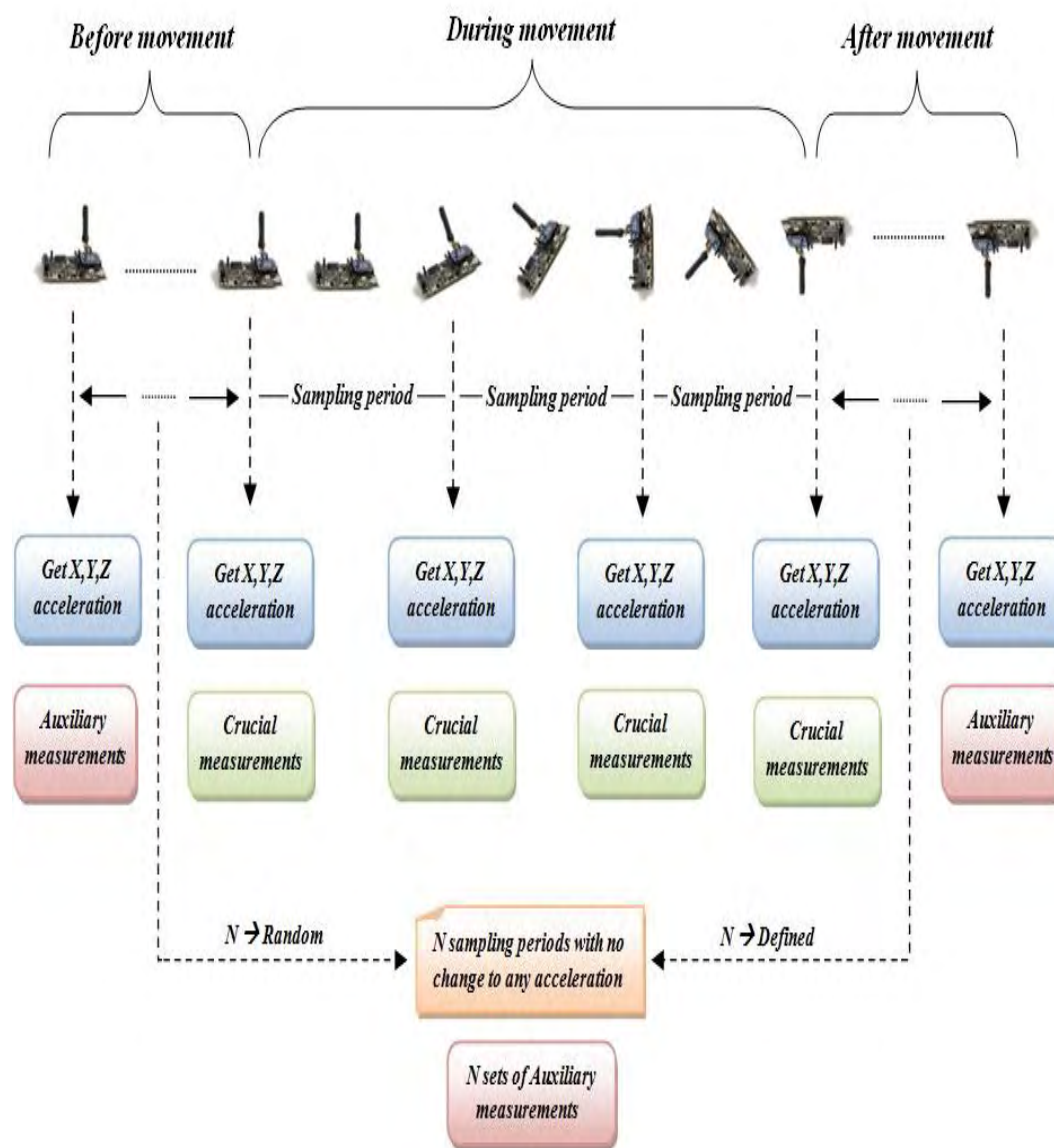 Before movement
During movement
After movement
Sampling period
Sampling period
Sampling period
Get X,Y,Z
acceleration
Get X,Y,Z
acceleration
Get X,Y,Z
acceleration
Get X,Y,Z
acceleration
Get X,Y,Z
acceleration
Get X,Y,Z
acceleration
Auxiliary
measurements
Crucial
measurements
Crucial
measurements
Crucial
measurements
Crucial
measurements
Auxiliary
measurements
N → Random
N sampling periods with no
change to any acceleration
N → Defined
N sets of Auxiliary
measurements